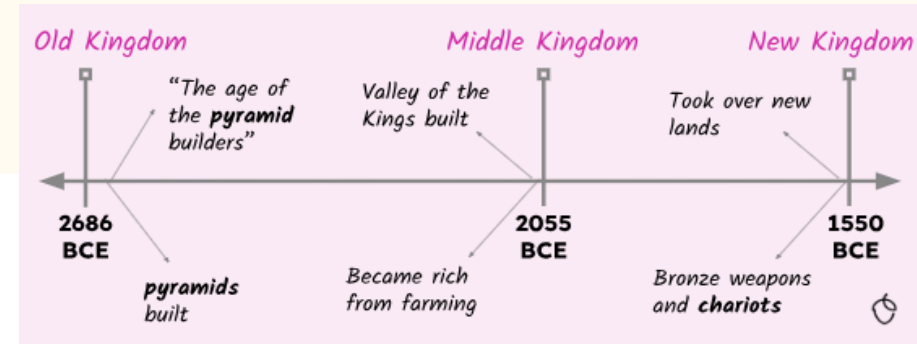 Old Kingdom
Middle Kingdom
New Kingdom
“The age of
the pyramid
builders”
Valley of the
Kings built
Took over new
lands
2686
BCE
2055
BCE
1550
BCE
pyramids
built
Became rich
from farming
Bronze weapons
and chariots